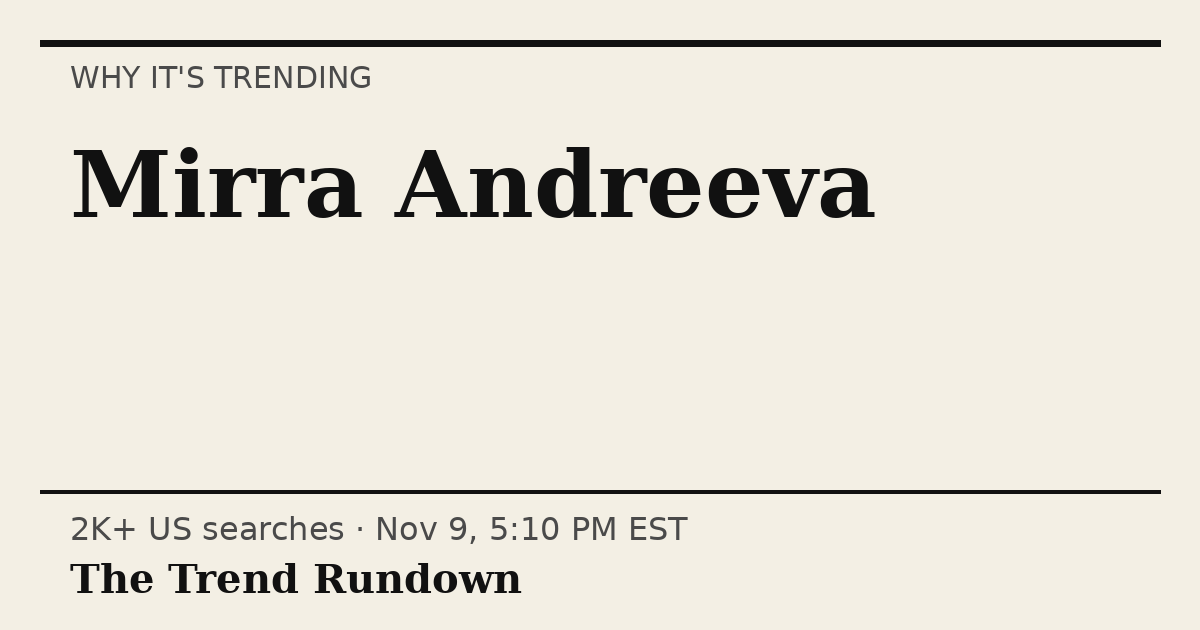 WHY IT'S TRENDING
Mirra Andreeva
2K+ US searches · Nov 9, 5:10 PM EST
The Trend Rundown